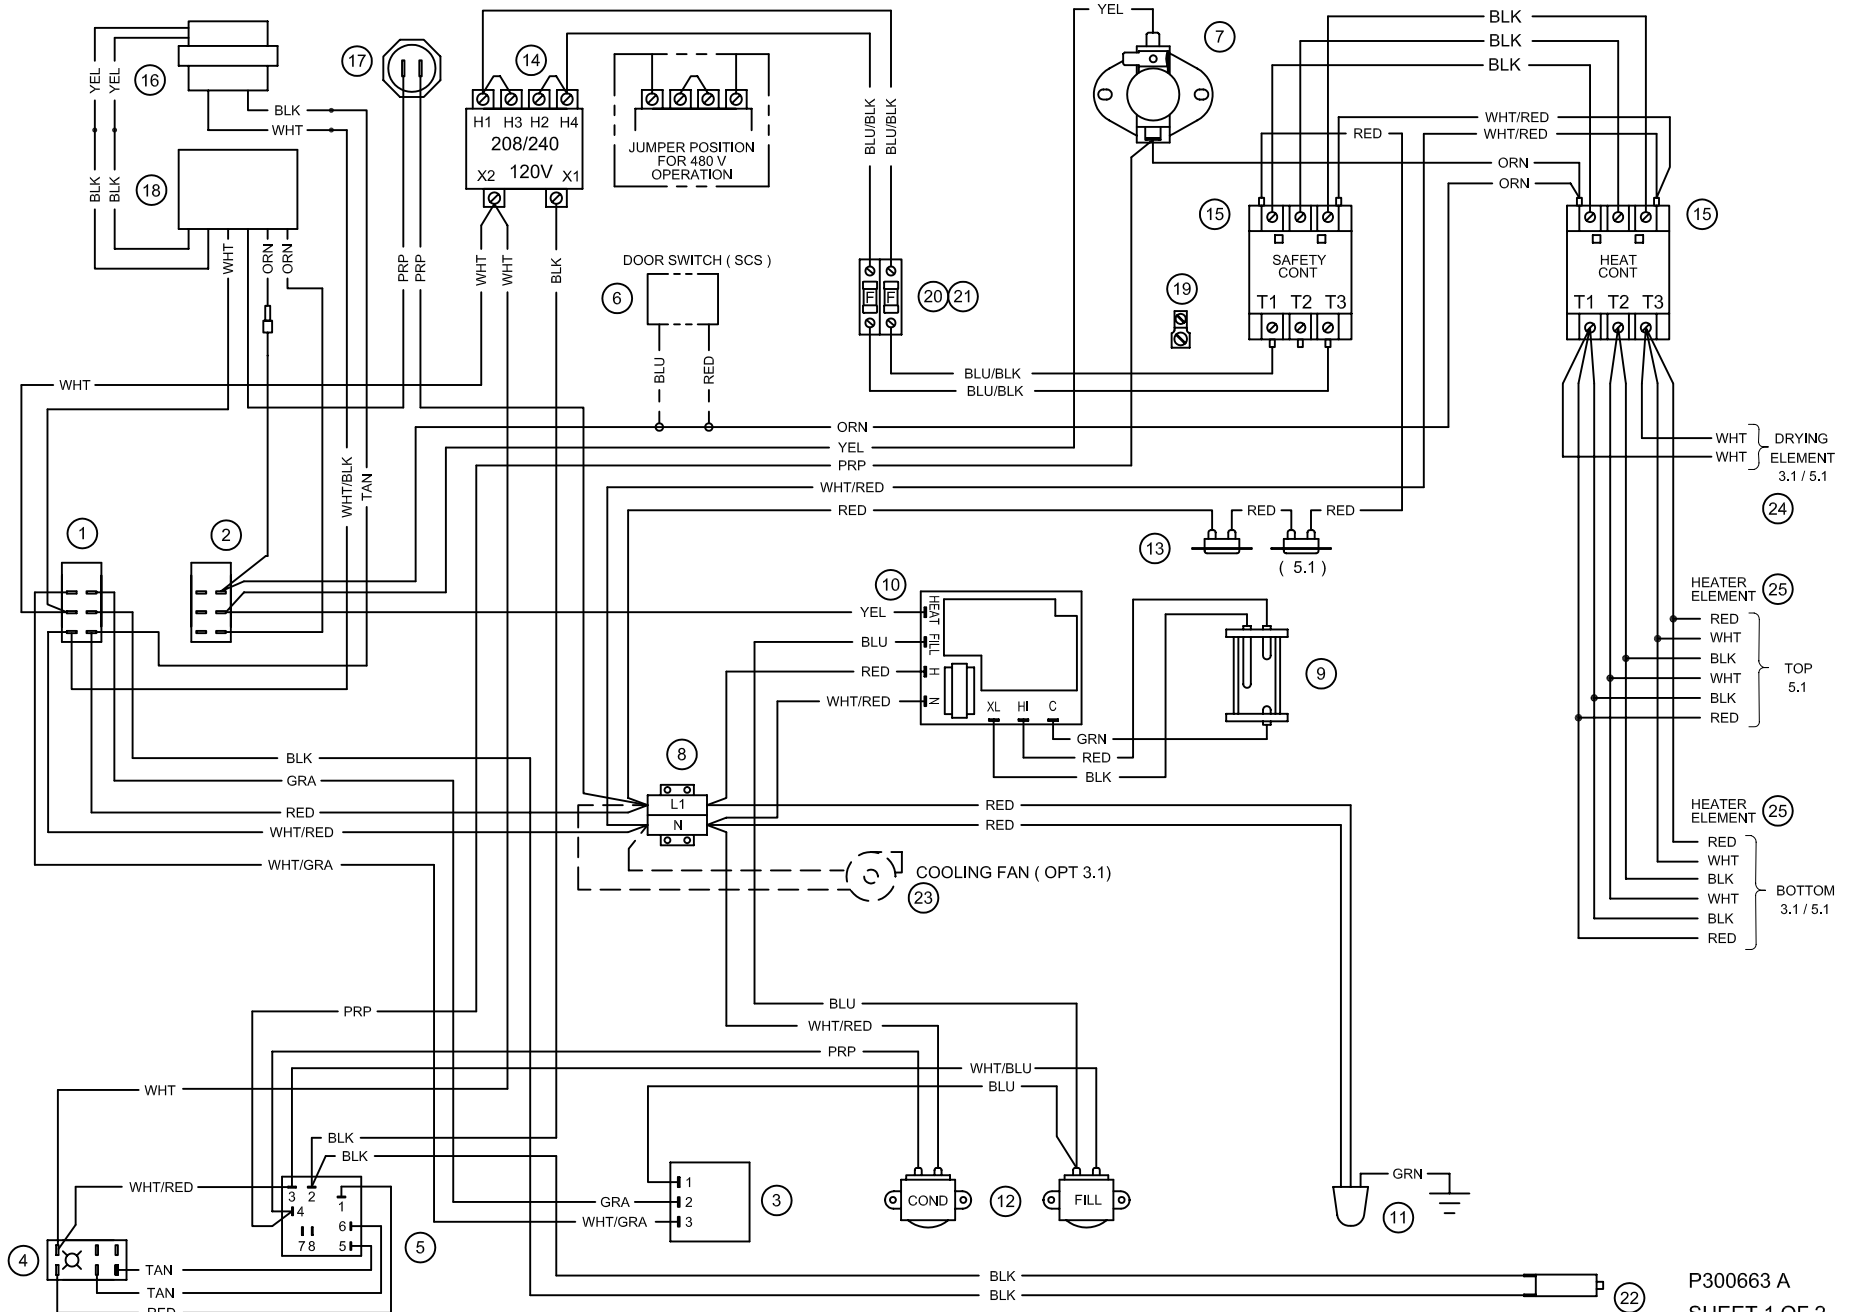 YEL
BLK
BLK
BLK
7
14
17
16
YEL
YEL
BLK
WHT
H1 H3 H2 H4
208/240
120V
X2
X1
JUMPER POSITION
FOR 480 V
OPERATION
BLU/BLK
BLU/BLK
WHT/RED
WHT/RED
RED
ORN
ORN
18
BLK
BLK
15
15
WHT
ORN
ORN
PRP
PRP
WHT
WHT
BLK
DOOR SWITCH ( SCS )
6
BLU
RED
F
F
20
21
19
SAFETY
CONT
T1 T2 T3
HEAT
CONT
T1 T2 T3
WHT
BLU/BLK
BLU/BLK
ORN
YEL
PRP
WHT/RED
RED
WHT/BLK
TAN
WHT
WHT
DRYING
ELEMENT
3.1 / 5.1
24
RED
RED
13
( 5.1 )
1
2
10
YEL
BLU
RED
WHT/RED
HEAT
FILL
H
N
XL
HI
C
GRN
RED
BLK
9
HEATER
ELEMENT
25
RED
WHT
BLK
WHT
BLK
RED
TOP
5.1
BLK
GRA
RED
WHT/RED
WHT/GRA
8
L1
N
RED
RED
COOLING FAN ( OPT 3.1)
23
HEATER
ELEMENT
25
RED
WHT
BLK
WHT
BLK
RED
BOTTOM
3.1 / 5.1
PRP
BLU
WHT/RED
PRP
WHT/BLU
BLU
WHT
BLK
BLK
WHT/RED
3
2
1
4
6
7
8
5
5
4
TAN
TAN
RED
GRA
WHT/GRA
1
2
3
3
COND
12
FILL
GRN
11
BLK
BLK
22
P300663 A
SHEET 1 OF 2